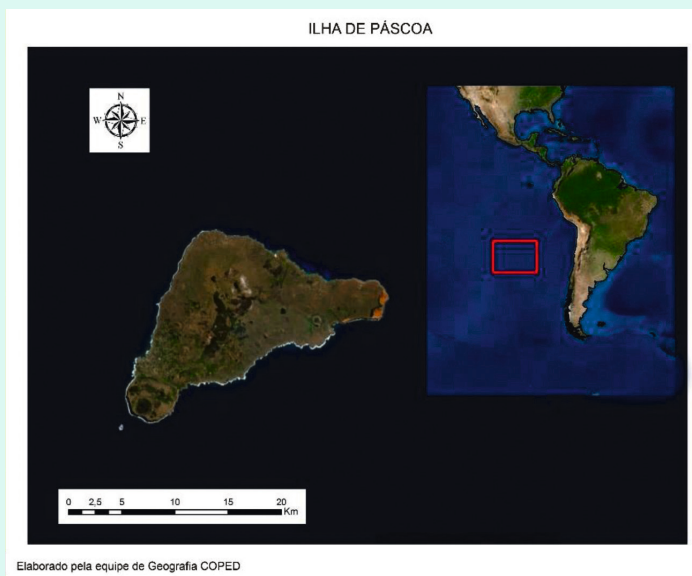 ILHA DE PÁSCOA
N
W E
S
0 2,5 5 10 15 20
Km
Elaborado pela equipe de Geografia COPED